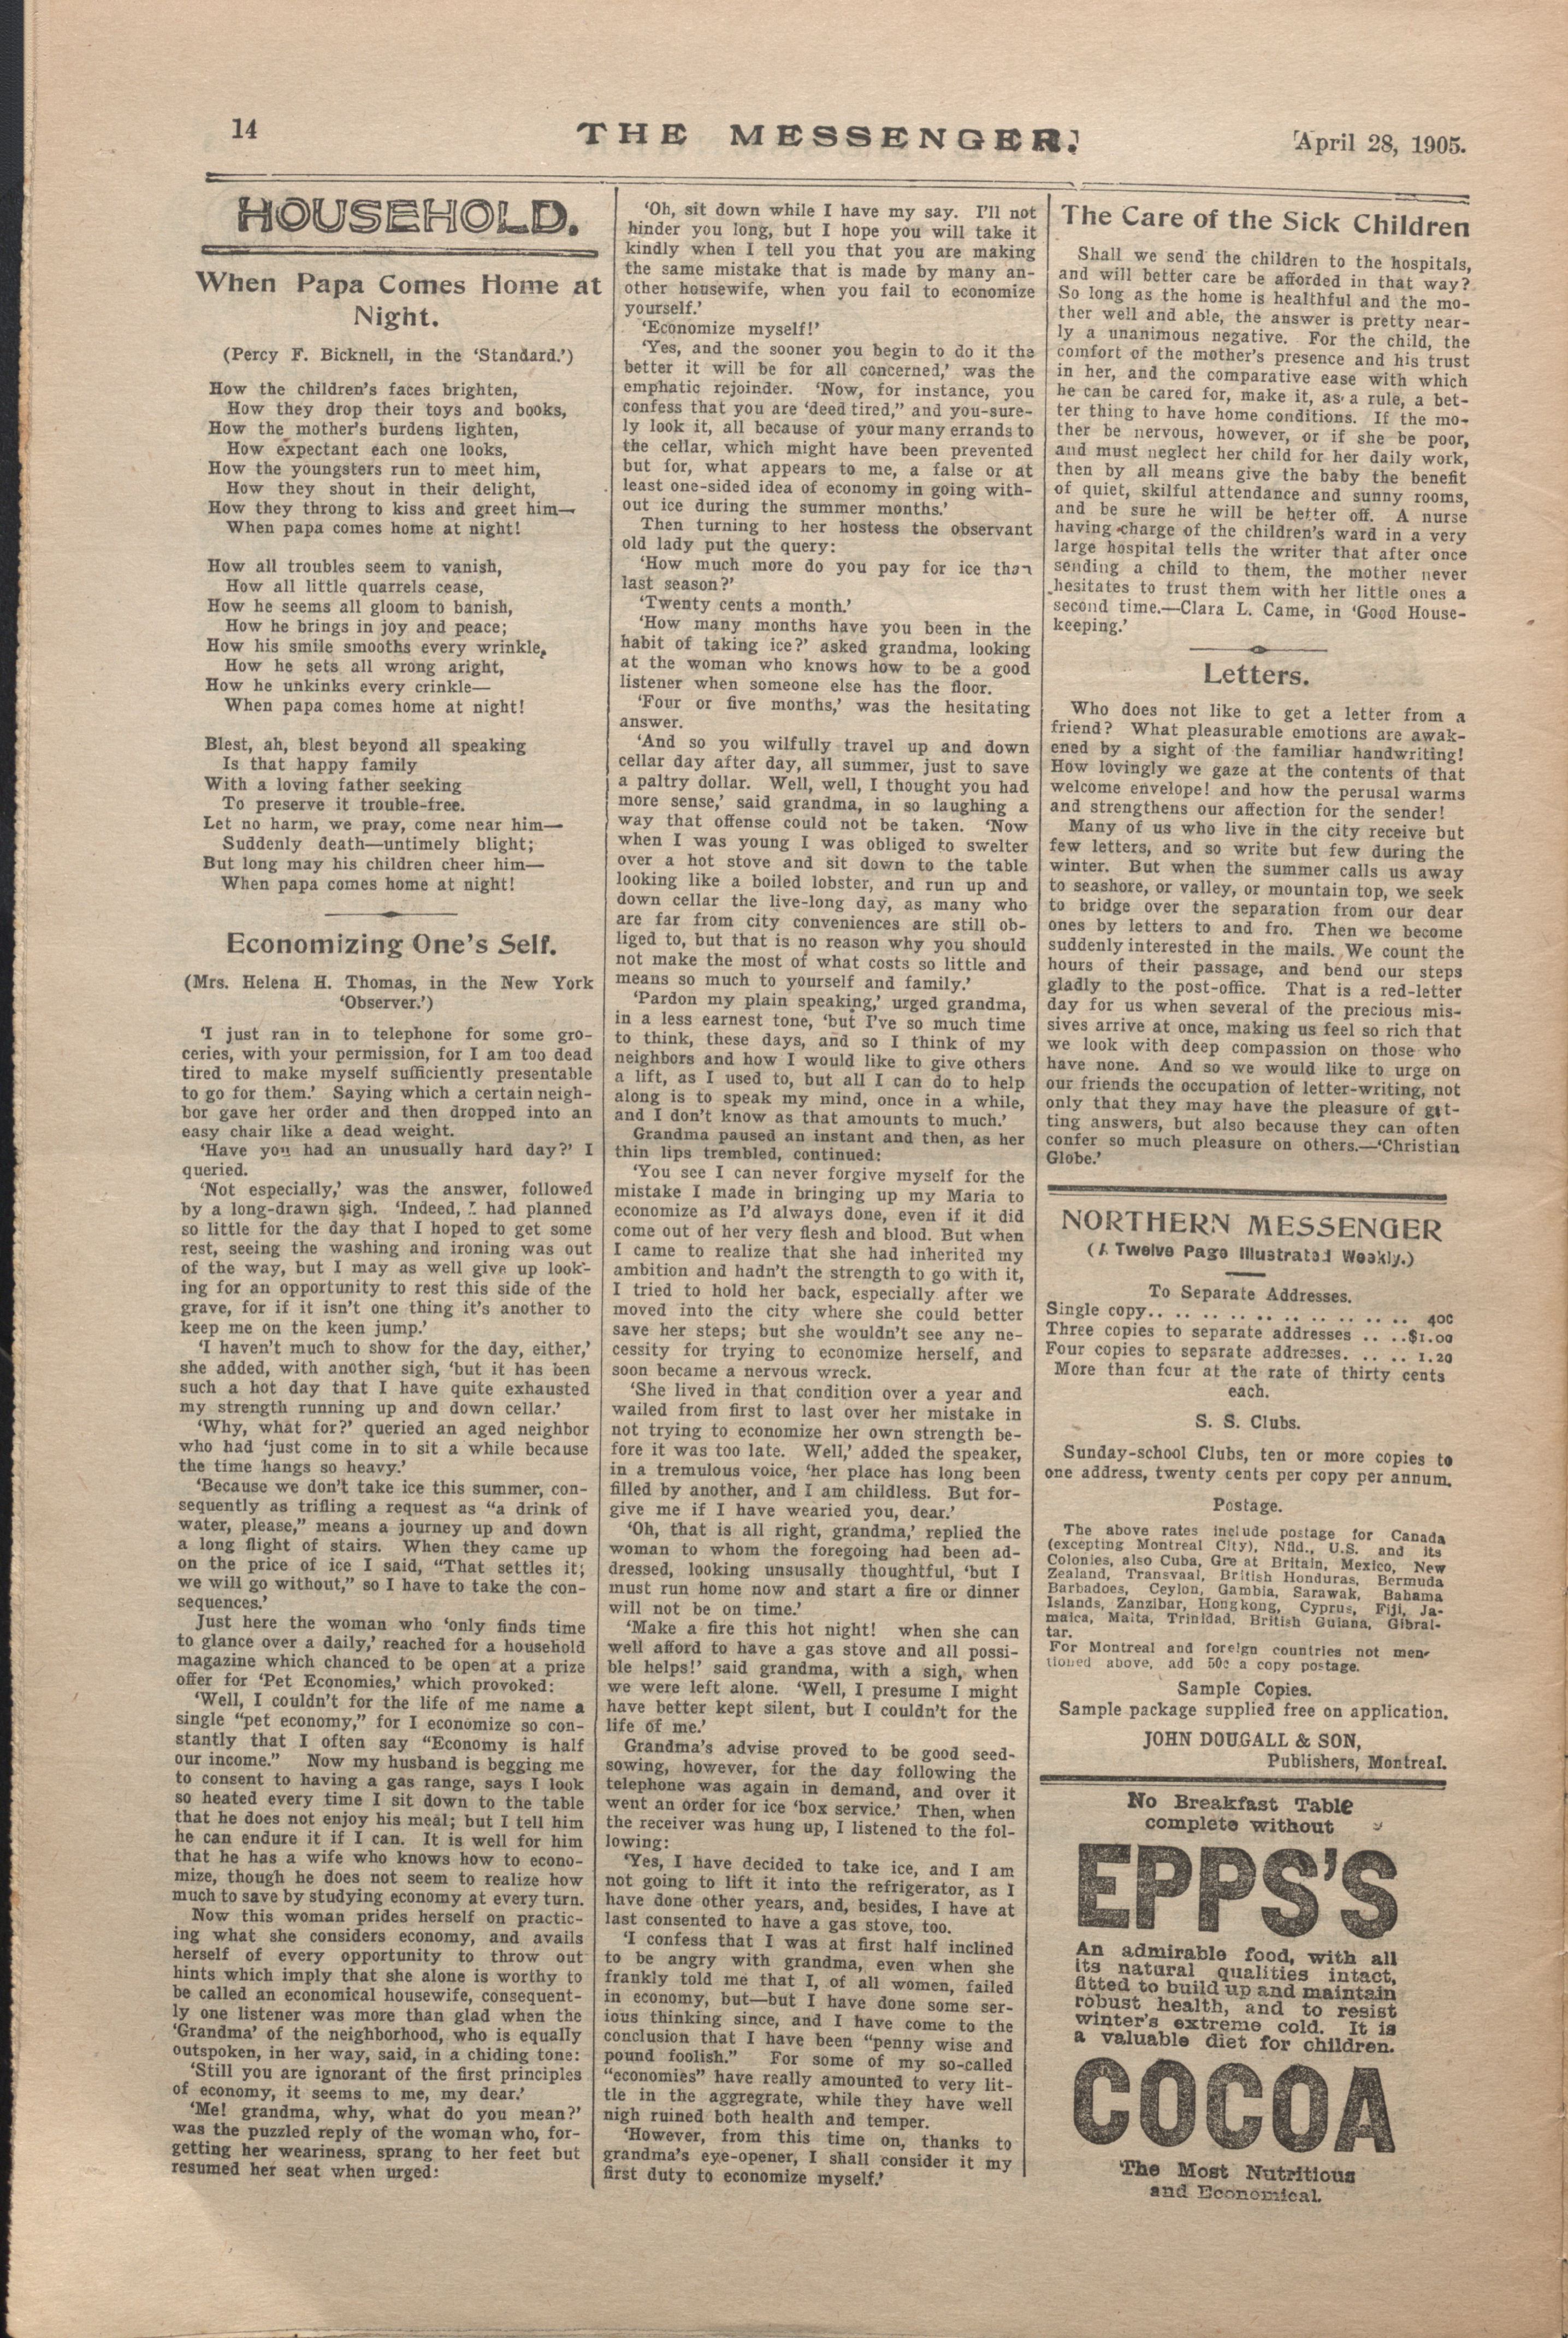 14
THE MESSENGER.
April 28, 1905.
HOUSEHOLD.
When Papa Comes Home at
Night.
(Percy F. Bicknell, in the 'Standard.')
How the children's faces brighten,
How they drop their toys and books,
How the mother's burdens lighten,
How expectant each one looks,
How the youngsters run to meet him,
How they shout in their delight,
How they throng to kiss and greet him—
When papa comes home at night!
How all troubles seem to vanish,
How all little quarrels cease,
How he seems all gloom to banish,
How he brings in joy and peace;
How his smile smooths every wrinkle,
How he sets all wrong aright,
How he unkinks every crinkle—
When papa comes home at night!
Blest, ah, blest beyond all speaking
Is that happy family
With a loving father seeking
To preserve it trouble-free.
Let no harm, we pray, come near him—
Suddenly death—untimely blight;
But long may his children cheer him—
When papa comes home at night!
Economizing One's Self.
(Mrs. Helena H. Thomas, in the New York
'Observer.')
'I just ran in to telephone for some gro-
ceries, with your permission, for I am too dead
tired to make myself sufficiently presentable
to go for them.' Saying which a certain neigh-
bor gave her order and then dropped into an
easy chair like a dead weight.
'Have you had an unusually hard day?' I
queried.
'Not especially,' was the answer, followed
by a long-drawn sigh. 'Indeed, I had planned
so little for the day that I hoped to get some
rest, seeing the washing and ironing was out
of the way, but I may as well give up look-
ing for an opportunity to rest this side of the
grave, for if it isn't one thing it's another to
keep me on the keen jump.'
'I haven't much to show for the day, either,'
she added, with another sigh, 'but it has been
such a hot day that I have quite exhausted
my strength running up and down cellar.'
'Why, what for?' queried an aged neighbor
who had 'just come in to sit a while because
the time hangs so heavy.'
'Because we don't take ice this summer, con-
sequently as trifling a request as "a drink of
water, please," means a journey up and down
a long flight of stairs. When they came up
on the price of ice I said, "That settles it;
we will go without," so I have to take the con-
sequences.'
Just here the woman who 'only finds time
to glance over a daily,' reached for a household
magazine which chanced to be open at a prize
offer for 'Pet Economies,' which provoked:
'Well, I couldn't for the life of me name a
single "pet economy," for I economize so con-
stantly that I often say "Economy is half
our income." Now my husband is begging me
to consent to having a gas range, says I look
so heated every time I sit down to the table
that he does not enjoy his meal; but I tell him
he can endure it if I can. It is well for him
that he has a wife who knows how to econo-
mize, though he does not seem to realize how
much to save by studying economy at every turn.
Now this woman prides herself on practic-
ing what she considers economy, and avails
herself of every opportunity to throw out
hints which imply that she alone is worthy to
be called an economical housewife, consequent-
ly one listener was more than glad when the
'Grandma' of the neighborhood, who is equally
outspoken, in her way, said, in a chiding tone:
'Still you are ignorant of the first principles
of economy, it seems to me, my dear.'
'Me! grandma, why, what do you mean?'
was the puzzled reply of the woman who, for-
getting her weariness, sprang to her feet but
resumed her seat when urged:
'Oh, sit down while I have my say. I'll not
hinder you long, but I hope you will take it
kindly when I tell you that you are making
the same mistake that is made by many an-
other housewife, when you fail to economize
yourself.'
'Economize myself!'
'Yes, and the sooner you begin to do it the
better it will be for all concerned,' was the
emphatic rejoinder. 'Now, for instance, you
confess that you are 'deed tired," and you-sure-
ly look it, all because of your many errands to
the cellar, which might have been prevented
but for, what appears to me, a false or at
least one-sided idea of economy in going with-
out ice during the summer months.'
Then turning to her hostess the observant
old lady put the query:
'How much more do you pay for ice than
last season?'
'Twenty cents a month.'
'How many months have you been in the
habit of taking ice?' asked grandma, looking
at the woman who knows how to be a good
listener when someone else has the floor.
'Four or five months,' was the hesitating
answer.
'And so you wilfully travel up and down
cellar day after day, all summer, just to save
a paltry dollar. Well, well, I thought you had
more sense,' said grandma, in so laughing a
way that offense could not be taken. 'Now
when I was young I was obliged to swelter
over a hot stove and sit down to the table
looking like a boiled lobster, and run up and
down cellar the live-long day, as many who
are far from city conveniences are still ob-
liged to, but that is no reason why you should
not make the most of what costs so little and
means so much to yourself and family.'
'Pardon my plain speaking,' urged grandma,
in a less earnest tone, 'but I've so much time
to think, these days, and so I think of my
neighbors and how I would like to give others
a lift, as I used to, but all I can do to help
along is to speak my mind, once in a while,
and I don't know as that amounts to much.'
Grandma paused an instant and then, as her
thin lips trembled, continued:
'You see I can never forgive myself for the
mistake I made in bringing up my Maria to
economize as I'd always done, even if it did
come out of her very flesh and blood. But when
I came to realize that she had inherited my
ambition and hadn't the strength to go with it,
I tried to hold her back, especially after we
moved into the city where she could better
save her steps; but she wouldn't see any ne-
cessity for trying to economize herself, and
soon became a nervous wreck.
'She lived in that condition over a year and
wailed from first to last over her mistake in
not trying to economize her own strength be-
fore it was too late. Well,' added the speaker,
in a tremulous voice, 'her place has long been
filled by another, and I am childless. But for-
give me if I have wearied you, dear.'
'Oh, that is all right, grandma,' replied the
woman to whom the foregoing had been ad-
dressed, looking unsusally thoughtful, 'but I
must run home now and start a fire or dinner
will not be on time.'
'Make a fire this hot night! when she can
well afford to have a gas stove and all possi-
ble helps!' said grandma, with a sigh, when
we were left alone. 'Well, I presume I might
have better kept silent, but I couldn't for the
life of me.'
Grandma's advise proved to be good seed-
sowing, however, for the day following the
telephone was again in demand, and over it
went an order for ice 'box service.' Then, when
the receiver was hung up, I listened to the fol-
lowing:
'Yes, I have decided to take ice, and I am
not going to lift it into the refrigerator, as I
have done other years, and, besides, I have at
last consented to have a gas stove, too.
'I confess that I was at first half inclined
to be angry with grandma, even when she
frankly told me that I, of all women, failed
in economy, but—but I have done some ser-
ious thinking since, and I have come to the
conclusion that I have been "penny wise and
pound foolish." For some of my so-called
"economies" have really amounted to very lit-
tle in the aggregrate, while they have well
nigh ruined both health and temper.
'However, from this time on, thanks to
grandma's eye-opener, I shall consider it my
first duty to economize myself.'
The Care of the Sick Children
Shall we send the children to the hospitals,
and will better care be afforded in that way?
So long as the home is healthful and the mo-
ther well and able, the answer is pretty near-
ly a unanimous negative. For the child, the
comfort of the mother's presence and his trust
in her, and the comparative ease with which
he can be cared for, make it, as a rule, a bet-
ter thing to have home conditions. If the mo-
ther be nervous, however, or if she be poor,
and must neglect her child for her daily work,
then by all means give the baby the benefit
of quiet, skilful attendance and sunny rooms,
and be sure he will be better off. A nurse
having charge of the children's ward in a very
large hospital tells the writer that after once
sending a child to them, the mother never
hesitates to trust them with her little ones a
second time.—Clara L. Came, in 'Good House-
keeping.'
Letters.
Who does not like to get a letter from a
friend? What pleasurable emotions are awak-
ened by a sight of the familiar handwriting!
How lovingly we gaze at the contents of that
welcome envelope! and how the perusal warms
and strengthens our affection for the sender!
Many of us who live in the city receive but
few letters, and so write but few during the
winter. But when the summer calls us away
to seashore, or valley, or mountain top, we seek
to bridge over the separation from our dear
ones by letters to and fro. Then we become
suddenly interested in the mails. We count the
hours of their passage, and bend our steps
gladly to the post-office. That is a red-letter
day for us when several of the precious mis-
sives arrive at once, making us feel so rich that
we look with deep compassion on those who
have none. And so we would like to urge on
our friends the occupation of letter-writing, not
only that they may have the pleasure of get-
ting answers, but also because they can often
confer so much pleasure on others.—'Christian
Globe.'
NORTHERN MESSENGER
(A Twelve Page Illustrated Weekly.)
To Separate Addresses.
Single copy.. .. .. .. .. .. .. .. .. .. .. 40c
Three copies to separate addresses .. ..$1.00
Four copies to separate addresses. .. .. 1.20
More than four at the rate of thirty cents
each.
S. S. Clubs.
Sunday-school Clubs, ten or more copies to
one address, twenty cents per copy per annum.
Postage.
The above rates include postage for Canada
(excepting Montreal City), Nfld., U.S. and its
Colonies, also Cuba, Great Britain, Mexico, New
Zealand, Transvaal, British Honduras, Bermuda
Barbadoes, Ceylon, Gambia, Sarawak, Bahama
Islands, Zanzibar, Hongkong, Cyprus, Fiji, Ja-
maica, Malta, Trinidad, British Guiana, Gibral-
tar.
For Montreal and foreign countries not men-
tioned above, add 50c a copy postage.
Sample Copies.
Sample package supplied free on application.
JOHN DOUGALL & SON,
Publishers, Montreal.
No Breakfast Table
complete without
EPPS'S
An admirable food, with all
its natural qualities intact,
fitted to build up and maintain
robust health, and to resist
winter's extreme cold. It is
a valuable diet for children.
COCOA
The Most Nutritious
and Economical.